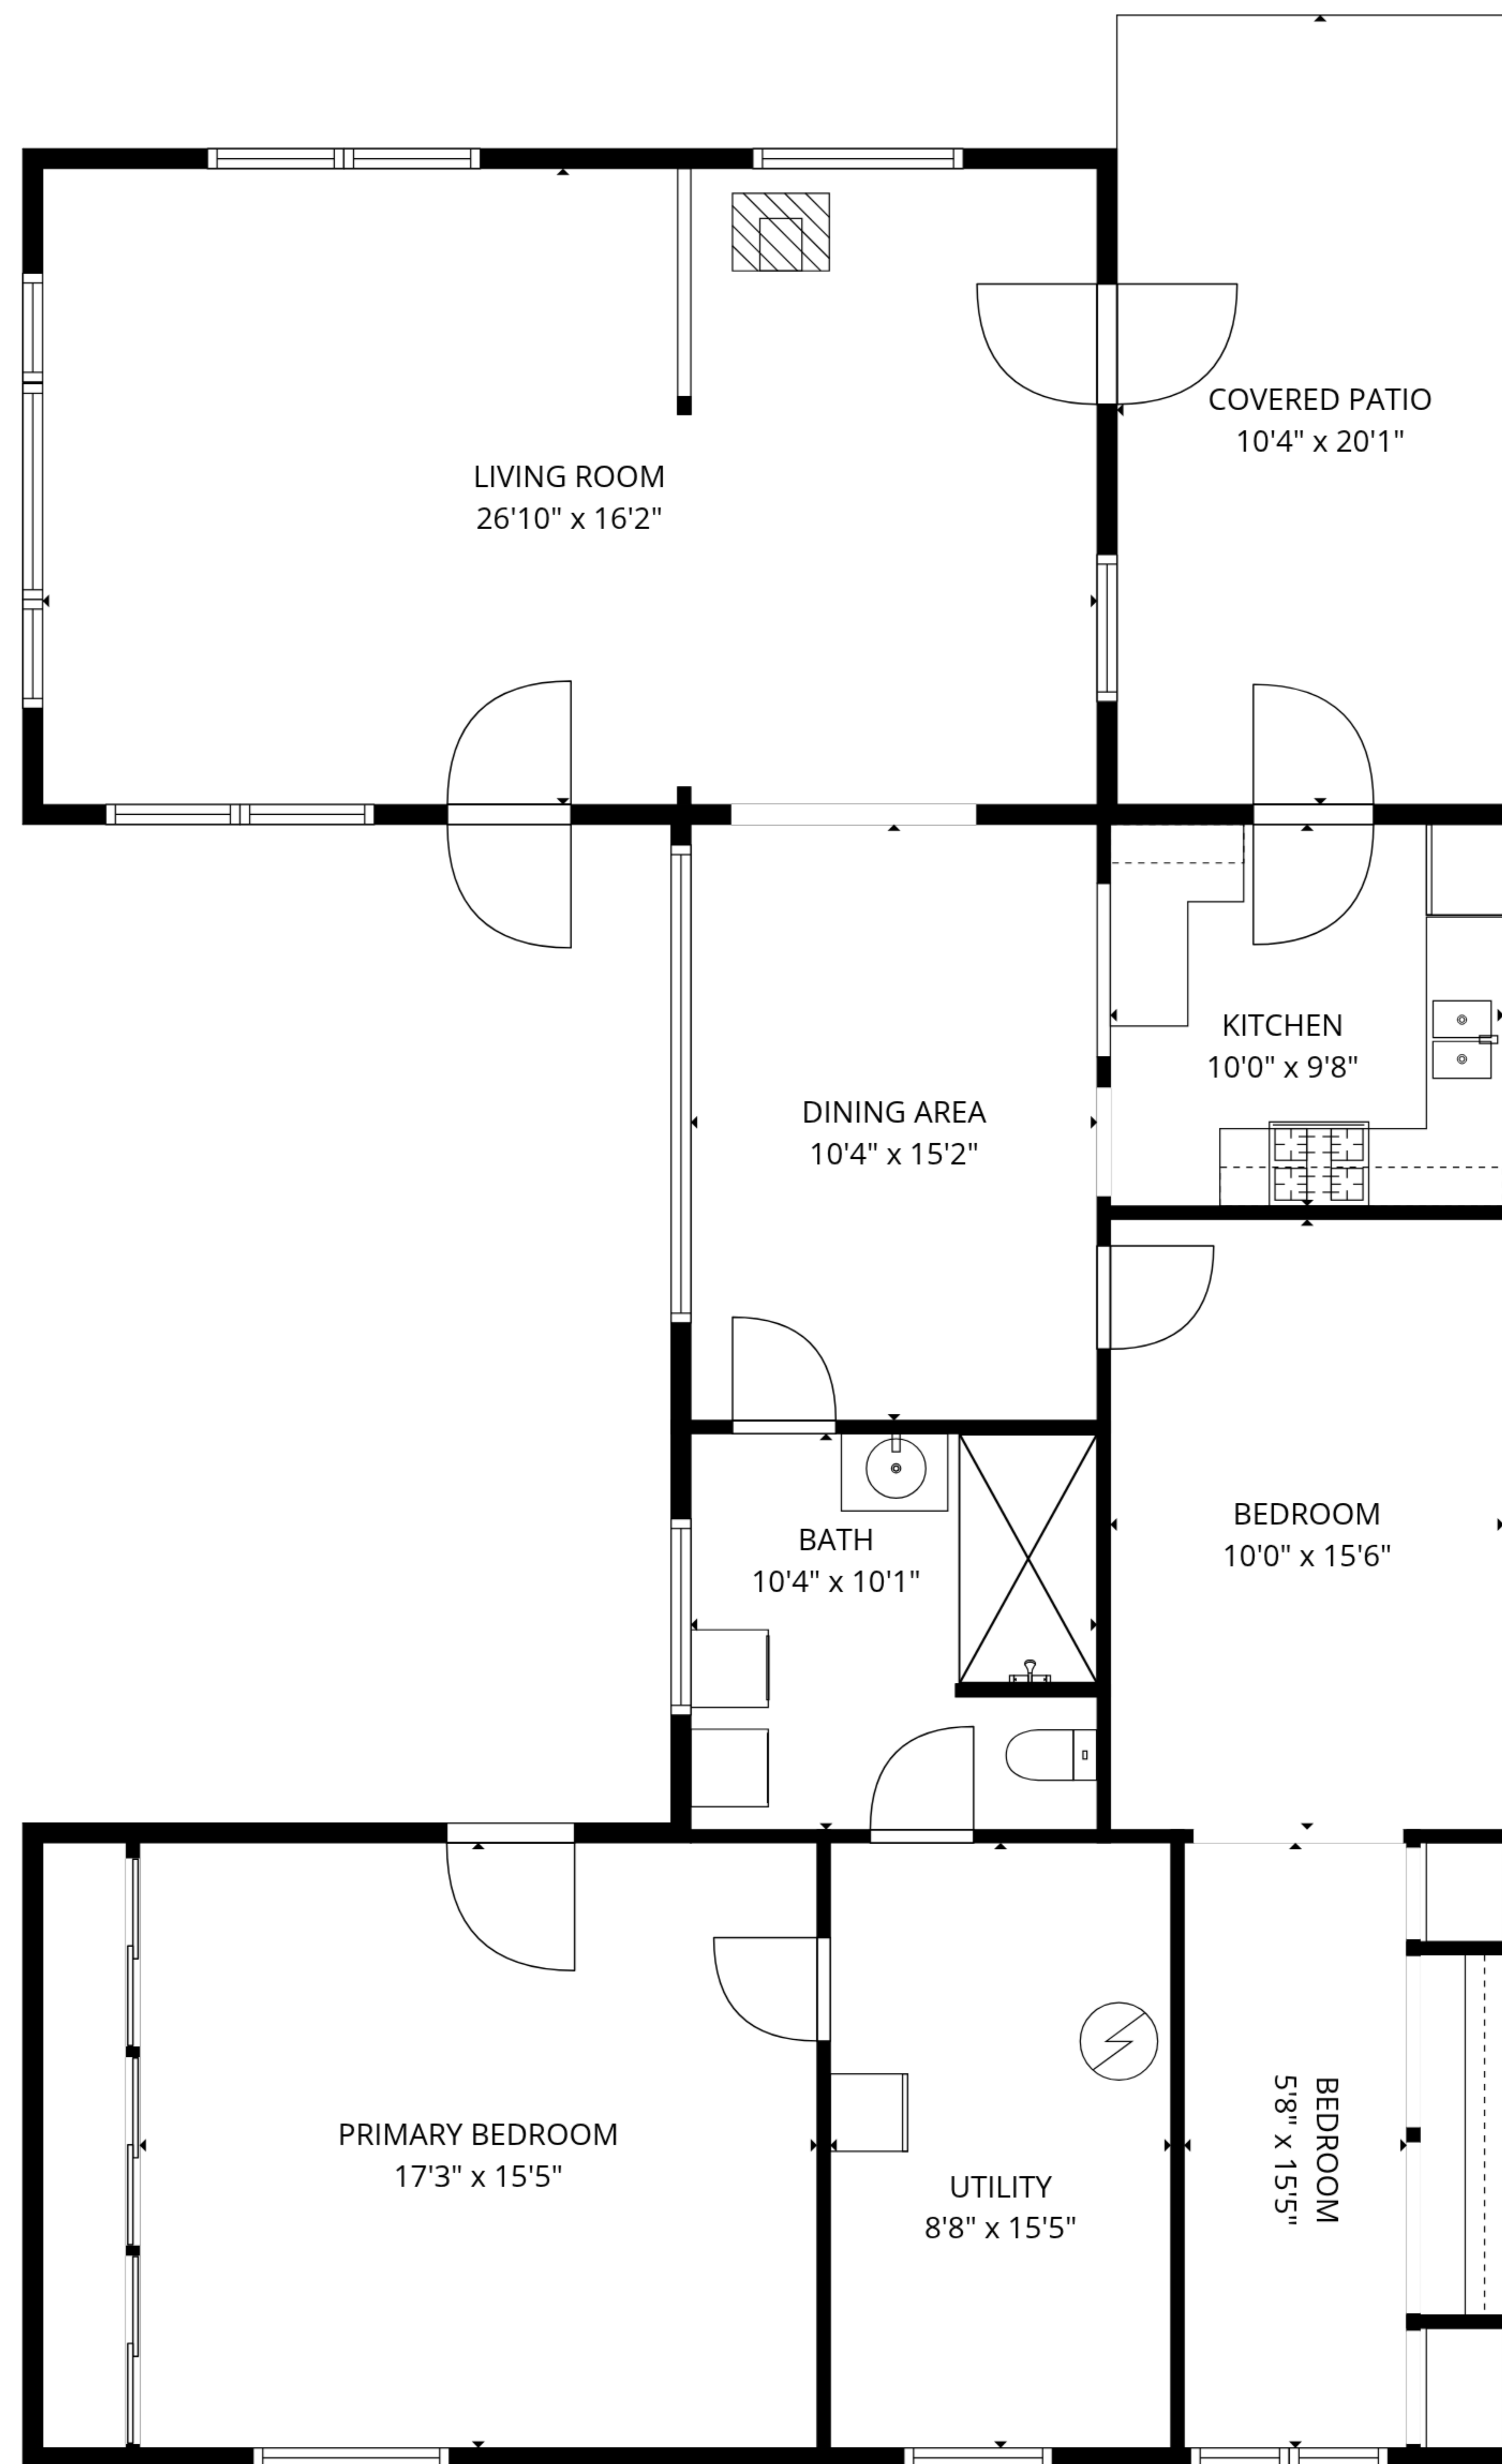 COVERED PATIO
10'4" x 20'1"
LIVING ROOM
26'10" x 16'2"
KITCHEN
10'0" x 9'8"
DINING AREA
10'4" x 15'2"
BEDROOM
10'0" x 15'6"
BATH
10'4" x 10'1"
PRIMARY BEDROOM
17'3" x 15'5"
UTILITY
8'8" x 15'5"
BEDROOM
5'8" x 15'5"